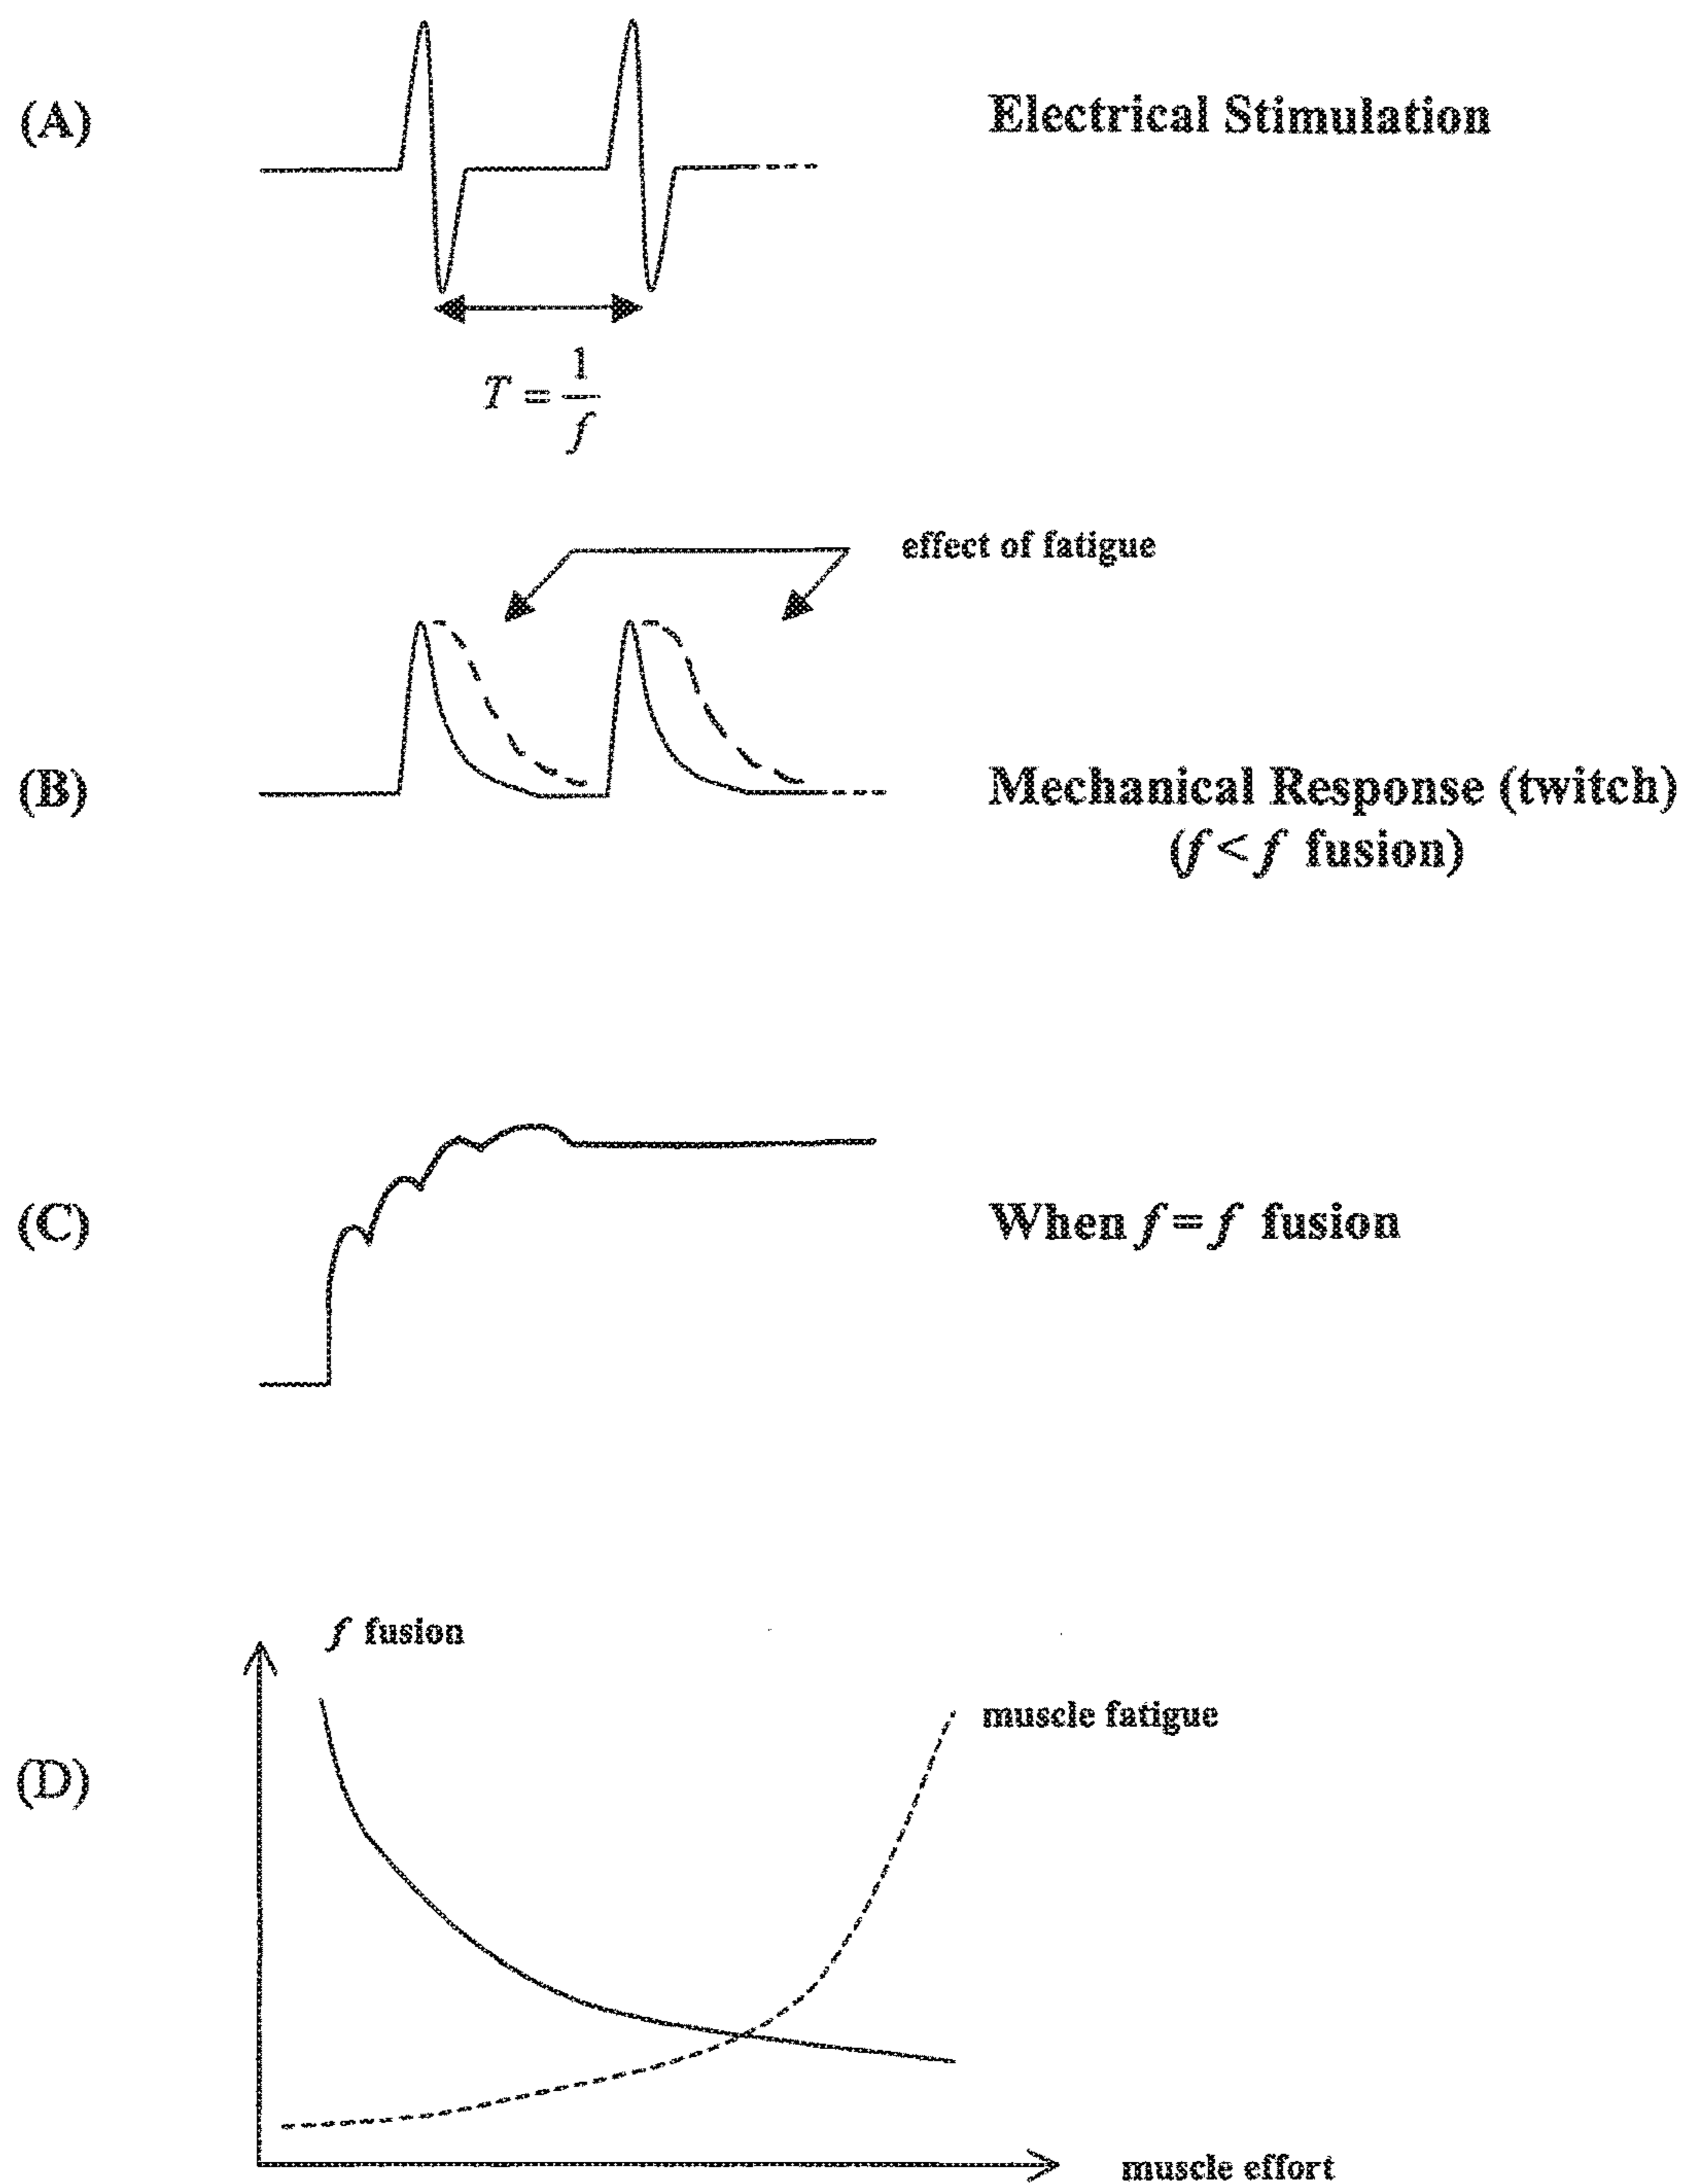 (A)
Electrical Stimulation
T = 1/f
effect of fatigue
(B)
Mechanical Response (twitch)
(f < f fusion)
(C)
When f = f fusion
f fusion
muscle fatigue
(D)
muscle effort